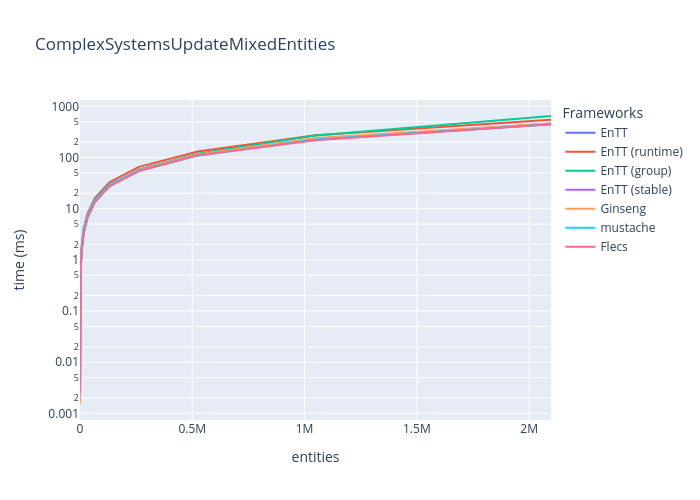 ComplexSystemsUpdateMixedEntities
Frameworks
EnTT
EnTT (runtime)
EnTT (group)
EnTT (stable)
Ginseng
mustache
Flecs
time (ms)
1000
5
2
100
5
2
10
5
2
1
5
2
0.1
5
2
0.01
5
2
0.001
0
0.5M
1M
1.5M
2M
entities